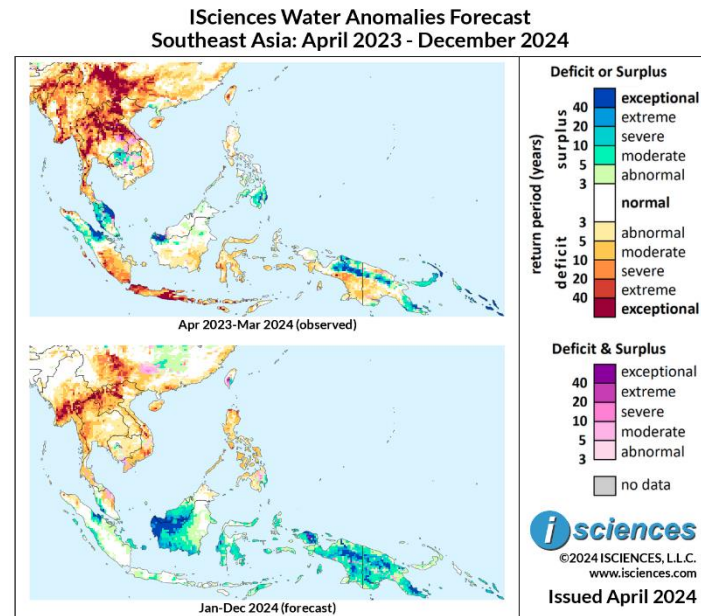 ISciences Water Anomalies Forecast
Southeast Asia: April 2023 - December 2024
Apr 2023-Mar 2024 (observed)
Jan-Dec 2024 (forecast)
Deficit or Surplus
return period (years)
surplus
deficit
40
20
10
5
3
3
5
10
20
40
exceptional
extreme
severe
moderate
abnormal
normal
abnormal
moderate
severe
extreme
exceptional
Deficit & Surplus
40
20
10
5
3
exceptional
extreme
severe
moderate
abnormal
no data
i sciences
©2024 ISCIENCES, L.L.C.
www.isciences.com
Issued April 2024